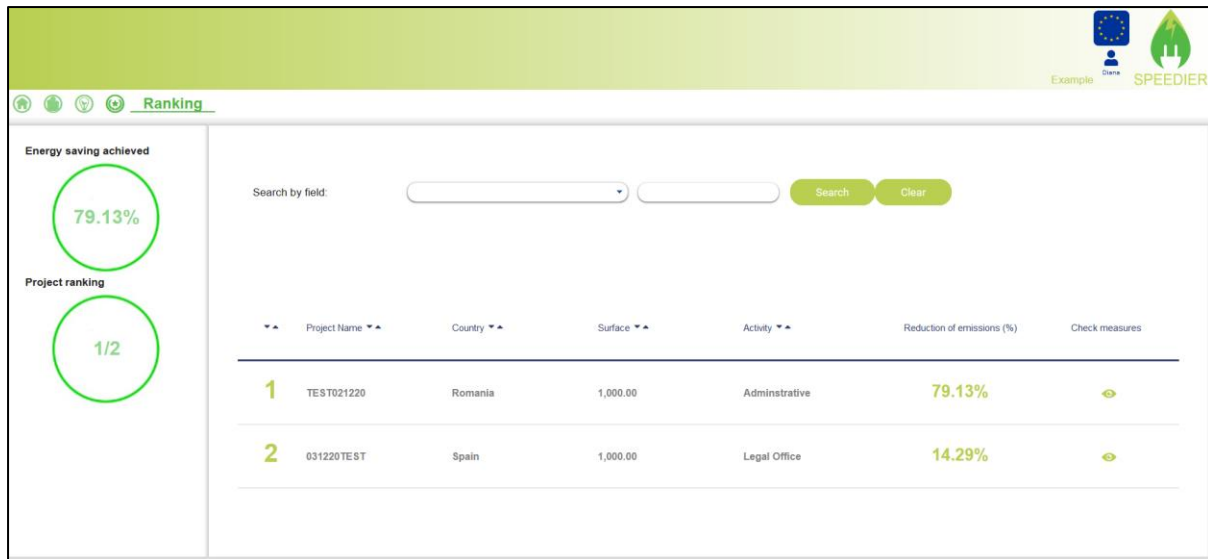 Example Diana SPEEDIER
Ranking
Energy saving achieved
79.13%
Project ranking
1/2
Search by field: Search Clear
Project Name Country Surface Activity Reduction of emissions (%) Check measures
1 TEST021220 Romania 1,000.00 Adminstrative 79.13%
2 031220TEST Spain 1,000.00 Legal Office 14.29%